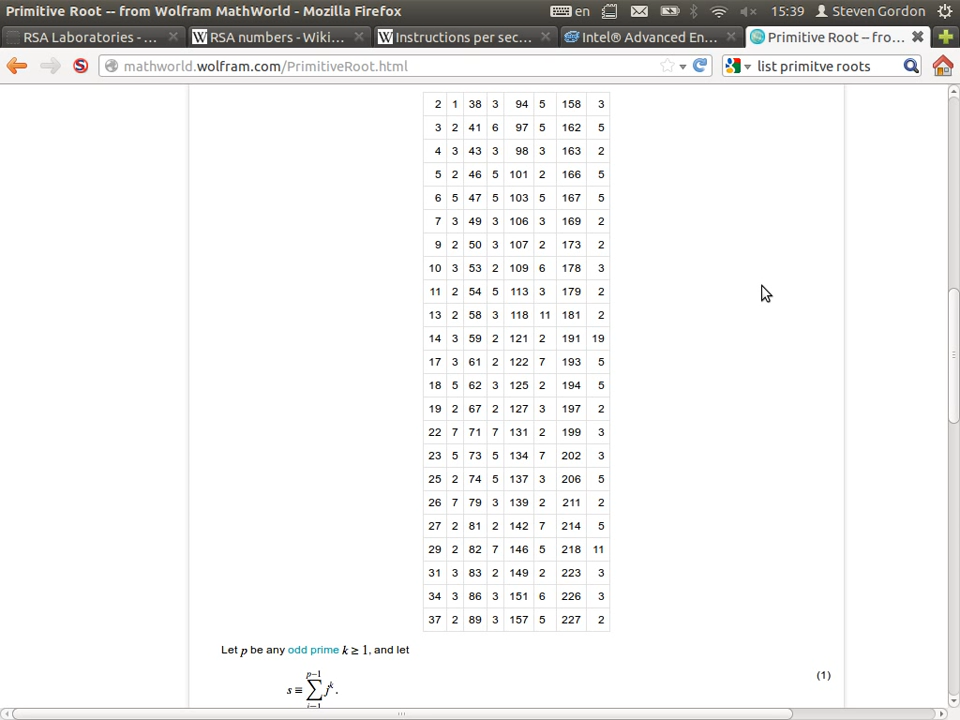 Primitive Root -- from Wolfram MathWorld - Mozilla Firefox en 15:39 Steven Gordon
RSA Laboratories - ... RSA numbers - Wiki... Instructions per sec... Intel® Advanced En... Primitive Root -- fro...
mathworld.wolfram.com/PrimitiveRoot.html list primitve roots
2 1 38 3 94 5 158 3
3 2 41 6 97 5 162 5
4 3 43 3 98 3 163 2
5 2 46 5 101 2 166 5
6 5 47 5 103 5 167 5
7 3 49 3 106 3 169 2
9 2 50 3 107 2 173 2
10 3 53 2 109 6 178 3
11 2 54 5 113 3 179 2
13 2 58 3 118 11 181 2
14 3 59 2 121 2 191 19
17 3 61 2 122 7 193 5
18 5 62 3 125 2 194 5
19 2 67 2 127 3 197 2
22 7 71 7 131 2 199 3
23 5 73 5 134 7 202 3
25 2 74 5 137 3 206 5
26 7 79 3 139 2 211 2
27 2 81 2 142 7 214 5
29 2 82 7 146 5 218 11
31 3 83 2 149 2 223 3
34 3 86 3 151 6 226 3
37 2 89 3 157 5 227 2
Let p be any odd prime k ≥ 1, and let
s ≡ ∑ j^k. (1)
p−1